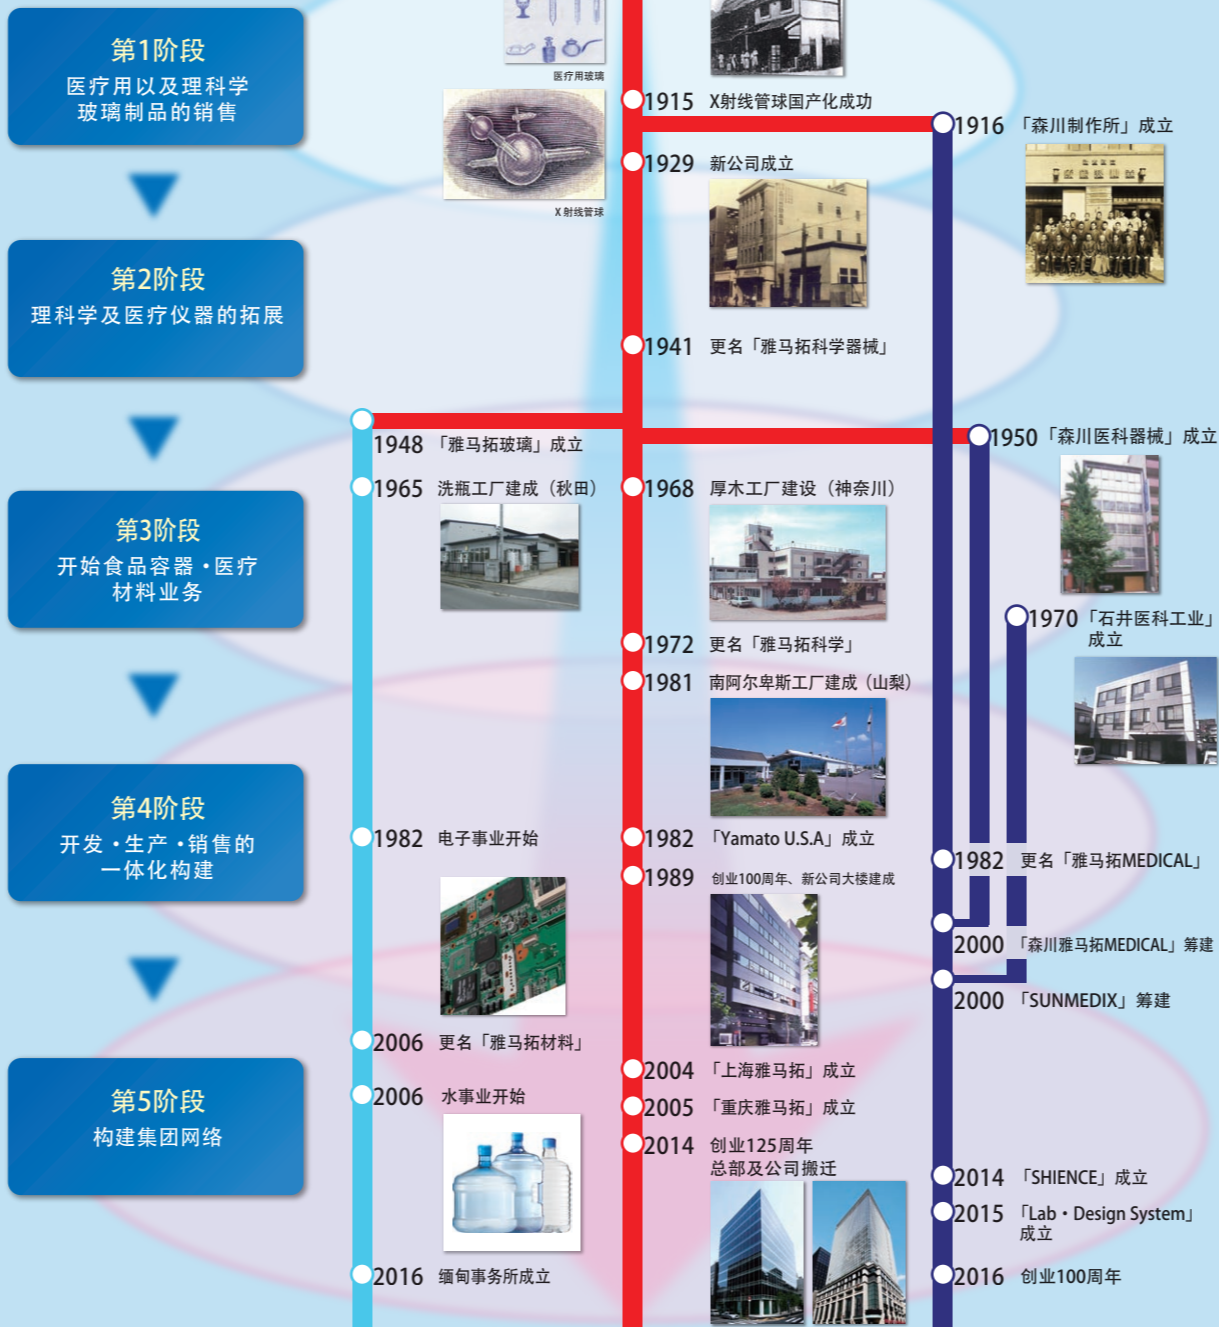 第1阶段
医疗用以及理科学
玻璃制品的销售
第2阶段
理科学及医疗仪器的拓展
第3阶段
开始食品容器・医疗
材料业务
第4阶段
开发・生产・销售的
一体化构建
第5阶段
构建集团网络
1948 「雅马拓玻璃」成立
1965 洗瓶工厂建成（秋田）
1982 电子事业开始
2006 更名「雅马拓材料」
2006 水事业开始
2016 缅甸事务所成立
医疗用玻璃
X射线管球
1915 X射线管球国产化成功
1929 新公司成立
1941 更名「雅马拓科学器械」
1968 厚木工厂建设（神奈川）
1972 更名「雅马拓科学」
1981 南阿尔卑斯工厂建成（山梨）
1982 「Yamato U.S.A」成立
1989 创业100周年、新公司大楼建成
2004 「上海雅马拓」成立
2005 「重庆雅马拓」成立
2014 创业125周年
总部及公司搬迁
1916 「森川制作所」成立
1950 「森川医科器械」成立
1970 「石井医科工业」
成立
1982 更名「雅马拓MEDICAL」
2000 「森川雅马拓MEDICAL」筹建
2000 「SUNMEDIX」筹建
2014 「SHIENCE」成立
2015 「Lab・Design System」
成立
2016 创业100周年